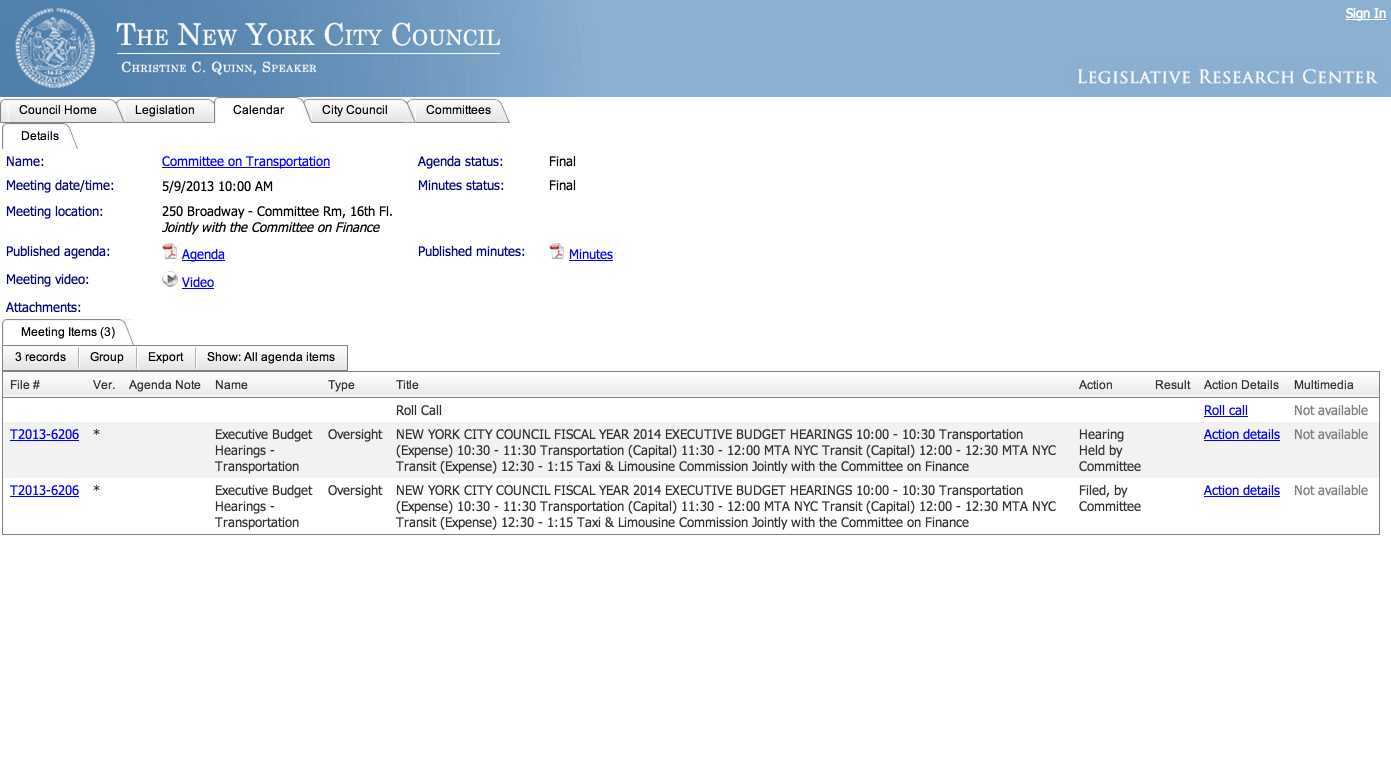 Sign In
THE NEW YORK CITY COUNCIL
CHRISTINE C. QUINN, SPEAKER
LEGISLATIVE RESEARCH CENTER
Council Home Legislation Calendar City Council Committees
Details
Name: Committee on Transportation Agenda status: Final
Meeting date/time: 5/9/2013 10:00 AM Minutes status: Final
Meeting location: 250 Broadway - Committee Rm, 16th Fl.
Jointly with the Committee on Finance
Published agenda: Agenda Published minutes: Minutes
Meeting video: Video
Attachments:
Meeting Items (3)
3 records Group Export Show: All agenda items
File # Ver. Agenda Note Name Type Title Action Result Action Details Multimedia
Roll Call Roll call Not available
T2013-6206 * Executive Budget Oversight NEW YORK CITY COUNCIL FISCAL YEAR 2014 EXECUTIVE BUDGET HEARINGS 10:00 - 10:30 Transportation Hearing Action details Not available
Hearings - (Expense) 10:30 - 11:30 Transportation (Capital) 11:30 - 12:00 MTA NYC Transit (Capital) 12:00 - 12:30 MTA NYC Held by
Transportation Transit (Expense) 12:30 - 1:15 Taxi & Limousine Commission Jointly with the Committee on Finance Committee
T2013-6206 * Executive Budget Oversight NEW YORK CITY COUNCIL FISCAL YEAR 2014 EXECUTIVE BUDGET HEARINGS 10:00 - 10:30 Transportation Filed, by Action details Not available
Hearings - (Expense) 10:30 - 11:30 Transportation (Capital) 11:30 - 12:00 MTA NYC Transit (Capital) 12:00 - 12:30 MTA NYC Committee
Transportation Transit (Expense) 12:30 - 1:15 Taxi & Limousine Commission Jointly with the Committee on Finance